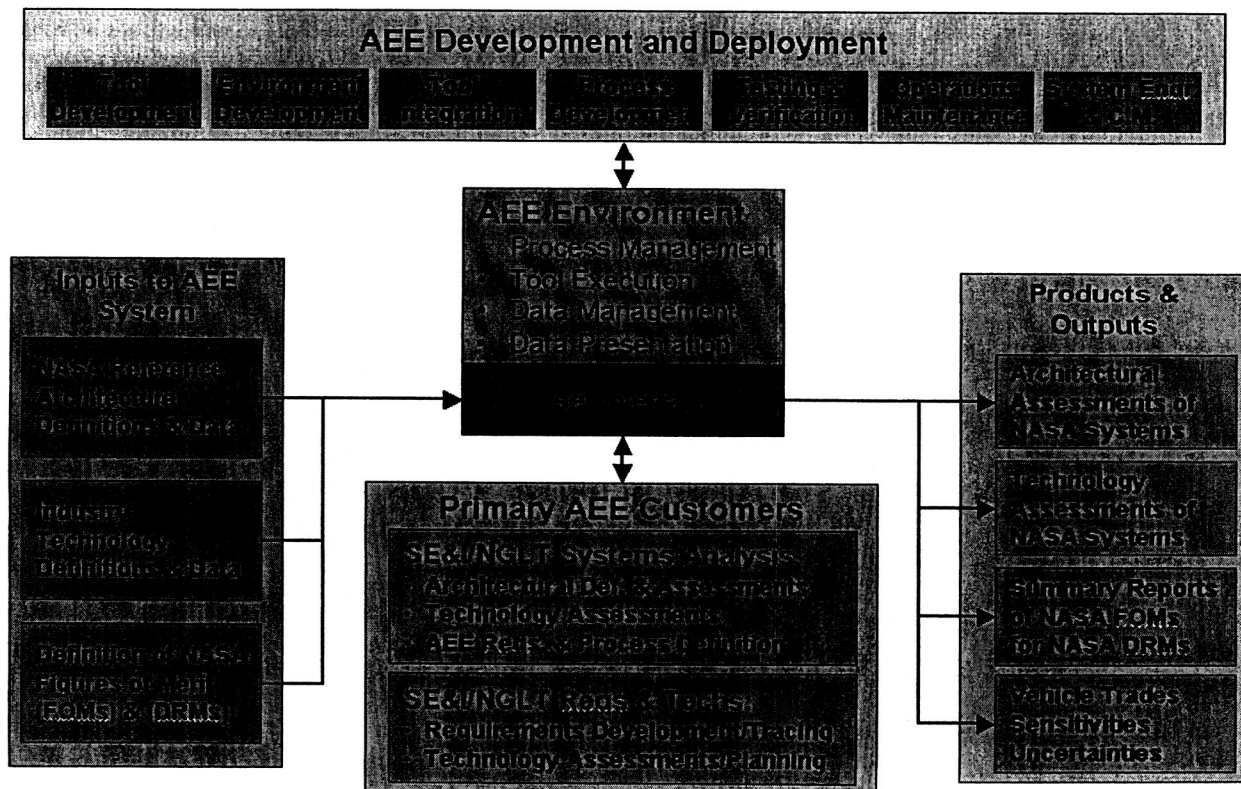 AEE Development and Deployment
Tool
Development
Environment
Development
Tool
Integration
Process
Development
Testing &
Verification
Operations
Maintenance
System Engr.
AEE Environment
• Process Management
• Tool Execution
• Data Management
• Data Presentation
Inputs to AEE
System
NASA Reference
Architecture
Definitions & Data
Industry
Technology
Definitions & Data
Definition of NASA
Figures of Merit
(FOMs) & (DRMs)
Primary AEE Customers
SE&I/NGLT Systems Analysis
• Architectural Def. & Assessments
• Technology Assessments
• AEE Reqs & Process Definition
SE&I/NGLT Reqs & Techs.
• Requirements Development/Tracing
• Technology Assessments/Planning
Products &
Outputs
Architectural
Assessments of
NASA Systems
Technology
Assessments of
NASA Systems
Summary Reports
of NASA FOMs
for NASA DRMs
Vehicle Trades
Sensitivities
Uncertainties